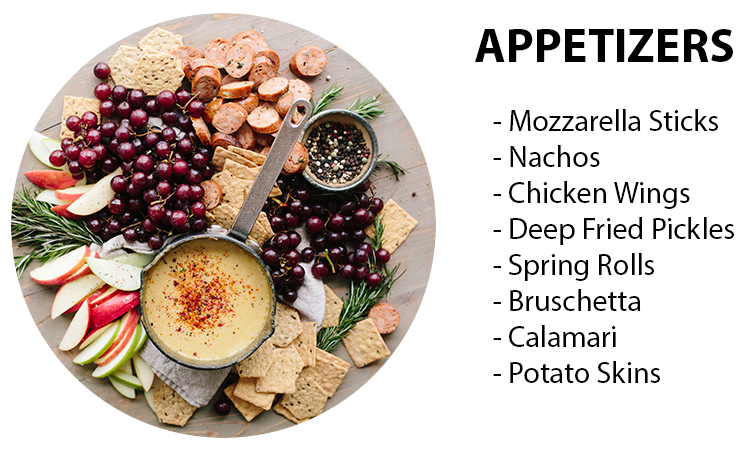 APPETIZERS
- Mozzarella Sticks
- Nachos
- Chicken Wings
- Deep Fried Pickles
- Spring Rolls
- Bruschetta
- Calamari
- Potato Skins